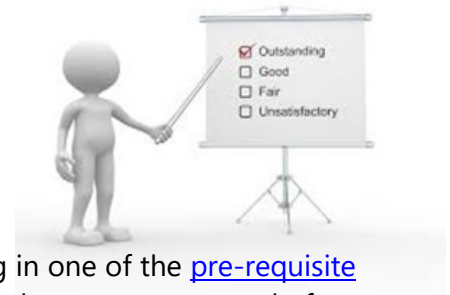 Outstanding
Good
Fair
Unsatisfactory
g in one of the pre-requisite